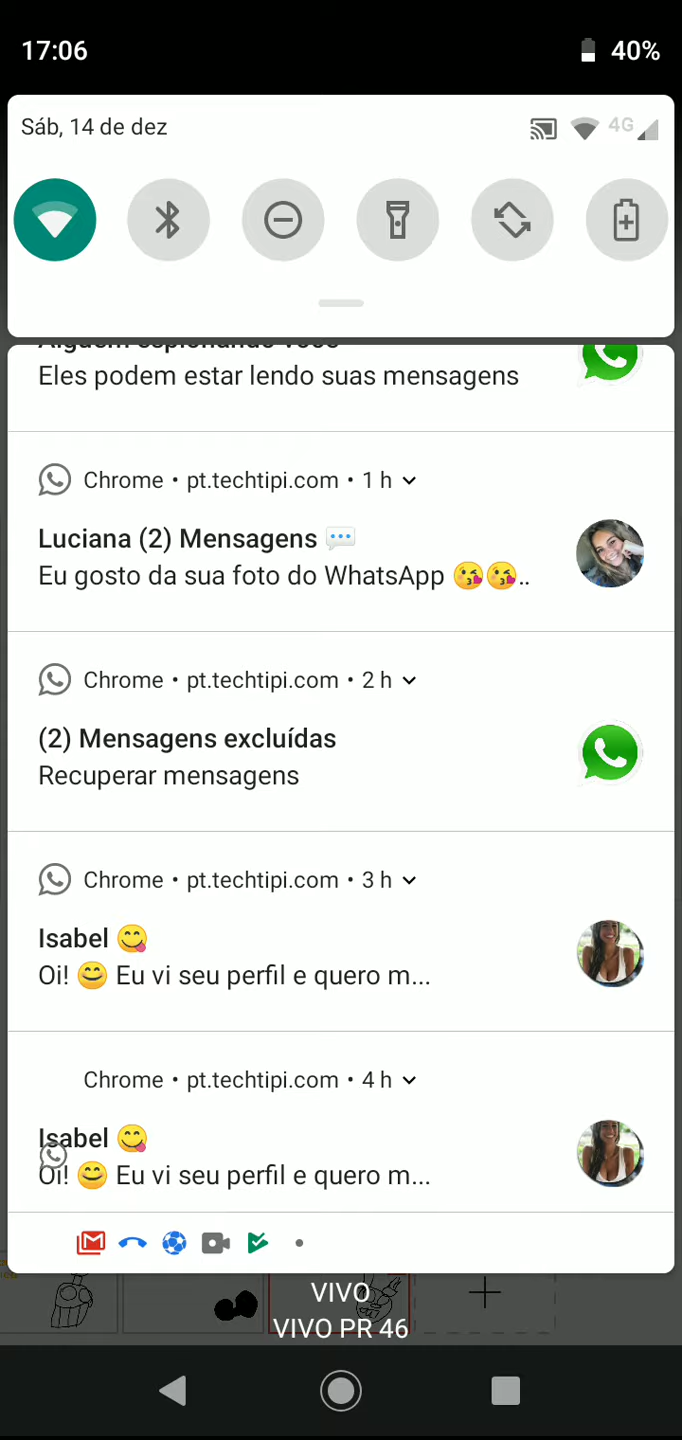 17:06
40%
Sáb, 14 de dez
4G
Alguém espionando você
Eles podem estar lendo suas mensagens
Chrome • pt.techtipi.com • 1 h
Luciana (2) Mensagens 💬
Eu gosto da sua foto do WhatsApp 😘😘..
Chrome • pt.techtipi.com • 2 h
(2) Mensagens excluídas
Recuperar mensagens
Chrome • pt.techtipi.com • 3 h
Isabel 😋
Oi! 😊 Eu vi seu perfil e quero m...
Chrome • pt.techtipi.com • 4 h
Isabel 😋
Oi! 😊 Eu vi seu perfil e quero m...
VIVO
VIVO PR 46